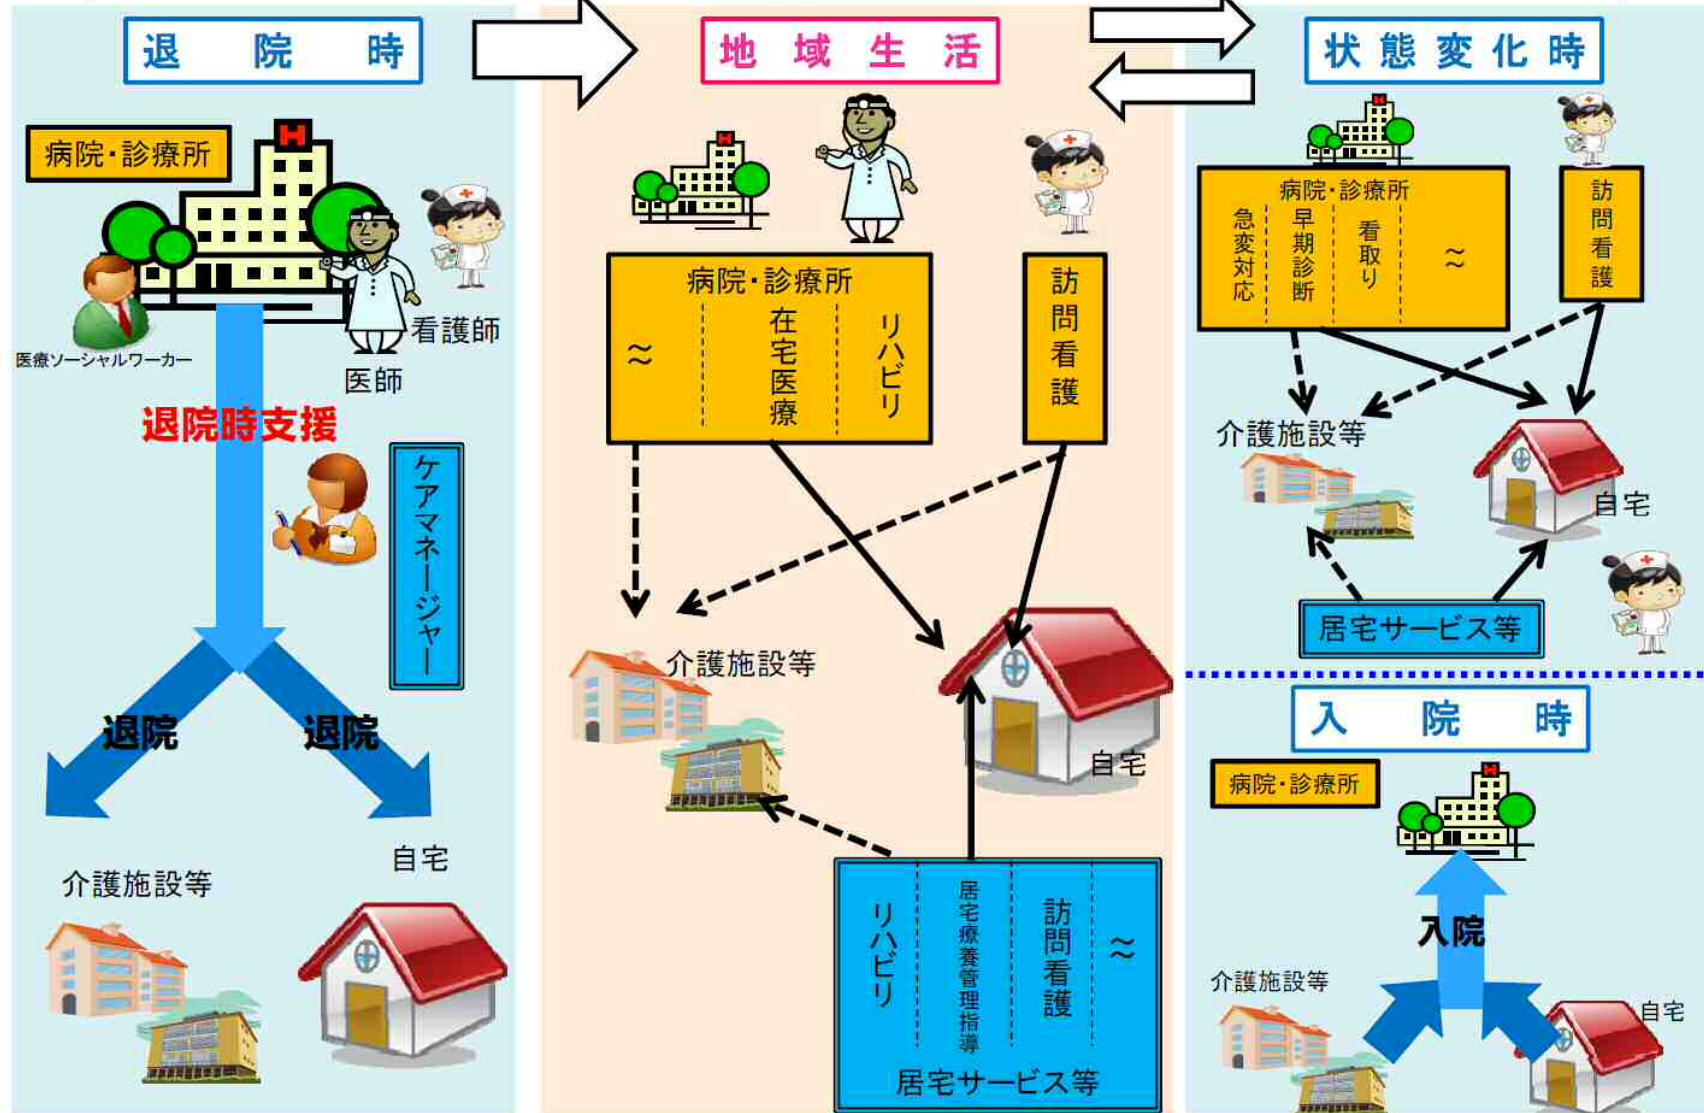 退院時
病院・診療所
看護師
医療ソーシャルワーカー
医師
退院時支援
ケアマネージャー
退院
退院
自宅
介護施設等
地域生活
病院・診療所
≈
在宅医療
リハビリ
訪問看護
介護施設等
自宅
リハビリ
居宅療養管理指導
訪問看護
≈
居宅サービス等
状態変化時
病院・診療所
急変対応
早期診断
看取り
≈
訪問看護
介護施設等
自宅
居宅サービス等
入院時
病院・診療所
入院
介護施設等
自宅
H
H
H
H